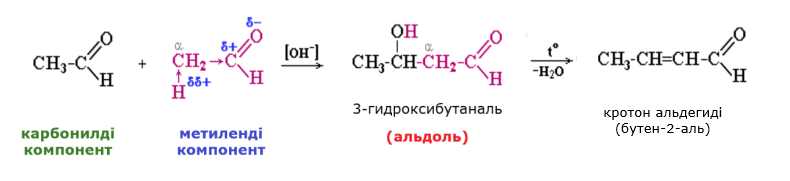 CH₃-C O H + α CH₂→C δ+ O δ− H H δδ+ [OH⁻] OH CH₃-CH-CH₂-C α O H t° −H₂O CH₃-CH=CH-C O H
3-гидроксибутаналь
(альдоль)
кротон альдегиді
(бутен-2-аль)
карбонилді
компонент
метиленді
компонент